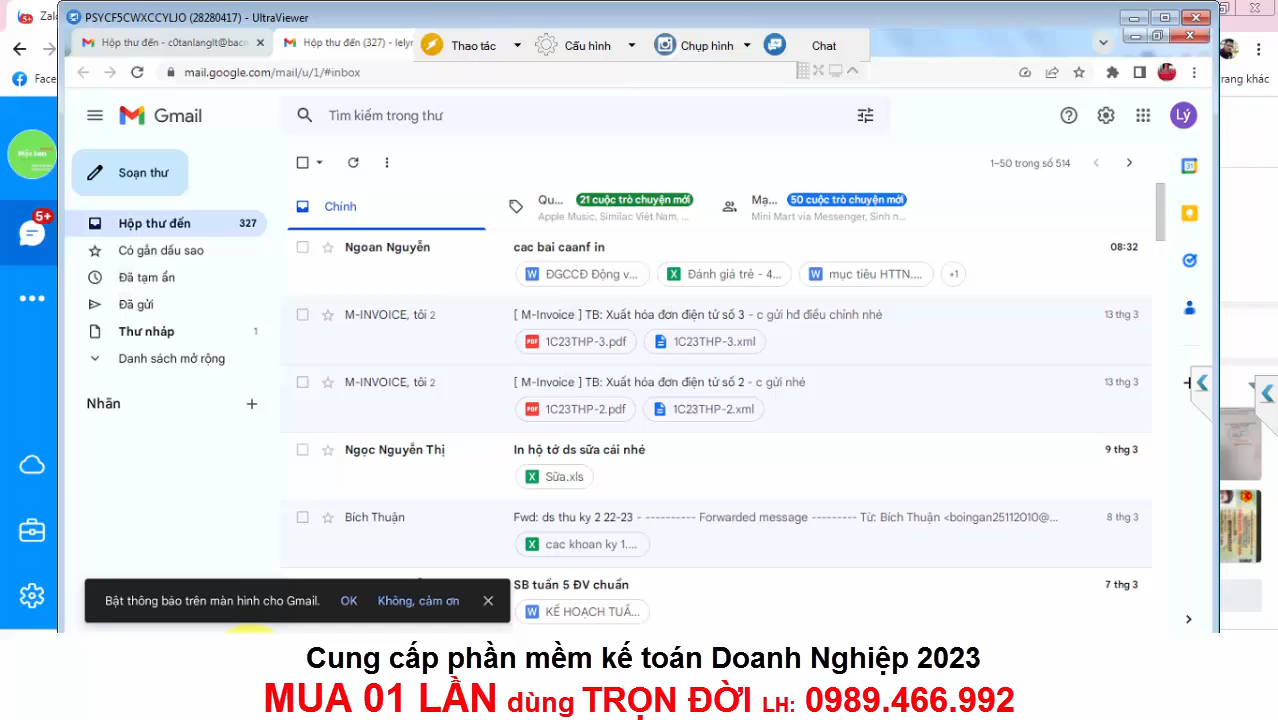 Zalo
PSYCF5CWXCCYLJO (28280417) - UltraViewer
Hộp thư đến - c0tanlanglt@bacn
Hộp thư đến (327) - lelyn
Thao tác
Cấu hình
Chụp hình
Chat
Face
mail.google.com/mail/u/1/#inbox
rang khác
Gmail
Tìm kiếm trong thư
Lý
Soạn thư
1–50 trong số 514
Chính
Qu... 21 cuộc trò chuyện mới
Apple Music, Similac Việt Nam, ...
Mạ... 50 cuộc trò chuyện mới
Mini Mart via Messenger, Sinh n...
5+
Hộp thư đến 327
Có gắn dấu sao
Đã tạm ẩn
Đã gửi
Thư nháp 1
Danh sách mở rộng
Nhãn
Ngoan Nguyễn cac bai caanf in 08:32
ĐGCCĐ Động v... Đánh giá trẻ - 4... mục tiêu HTTN.... +1
M-INVOICE, tôi 2 [ M-Invoice ] TB: Xuất hóa đơn điện tử số 3 - c gửi hđ điều chỉnh nhé 13 thg 3
1C23THP-3.pdf 1C23THP-3.xml
M-INVOICE, tôi 2 [ M-Invoice ] TB: Xuất hóa đơn điện tử số 2 - c gửi nhé 13 thg 3
1C23THP-2.pdf 1C23THP-2.xml
Ngọc Nguyễn Thị In hộ tớ ds sữa cái nhé 9 thg 3
Sữa.xls
Bích Thuận Fwd: ds thu ky 2 22-23 - ---------- Forwarded message --------- Từ: Bích Thuận <boingan25112010@... 8 thg 3
cac khoan ky 1....
SB tuần 5 ĐV chuẩn 7 thg 3
KẾ HOẠCH TUẦ...
Bật thông báo trên màn hình cho Gmail. OK Không, cảm ơn
Cung cấp phần mềm kế toán Doanh Nghiệp 2023
MUA 01 LẦN dùng TRỌN ĐỜI LH: 0989.466.992